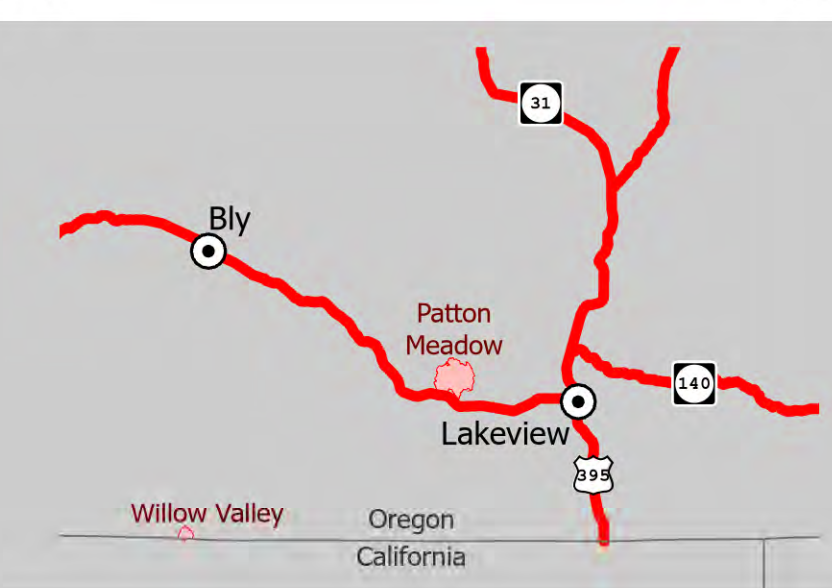 31
Bly
Patton
Meadow
140
Lakeview
395
Willow Valley
Oregon
California